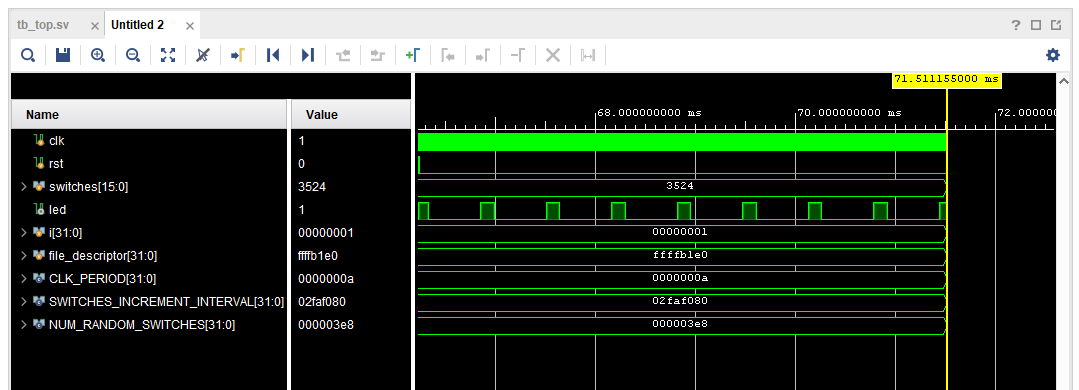 tb_top.sv × Untitled 2 ×
?
71.511155000 ms
Name Value
68.000000000 ms 70.000000000 ms 72.000000
clk 1
rst 0
switches[15:0] 3524 3524
led 1
i[31:0] 00000001 00000001
file_descriptor[31:0] ffffb1e0 ffffb1e0
CLK_PERIOD[31:0] 0000000a 0000000a
SWITCHES_INCREMENT_INTERVAL[31:0] 02faf080 02faf080
NUM_RANDOM_SWITCHES[31:0] 000003e8 000003e8